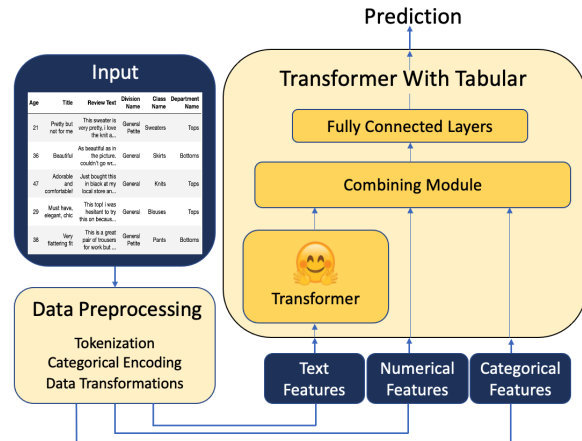 Prediction
Input
Age Title Review Text Division Name Class Name Department Name
21 Pretty but not for me This sweater is very pretty, i love the knit a... General Petite Sweaters Tops
36 Beautiful As beautiful as in the picture. couldn't go wr... General Skirts Bottoms
47 Adorable and comfortable! Just bought this in black at my local store an... General Knits Tops
29 Must have, elegant, chic This top! i was hesitant to try this on becaus... General Blouses Tops
38 Very flattering fit This is a great pair of trousers for work but ... General Petite Pants Bottoms
Data Preprocessing
Tokenization
Categorical Encoding
Data Transformations
Transformer With Tabular
Fully Connected Layers
Combining Module
Transformer
Text
Features
Numerical
Features
Categorical
Features